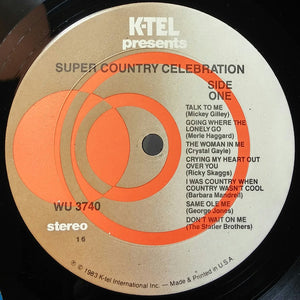 K-TEL
presents
SUPER COUNTRY CELEBRATION
SIDE
ONE
TALK TO ME
(Mickey Gilley)
GOING WHERE THE
LONELY GO
(Merle Haggard)
THE WOMAN IN ME
(Crystal Gayle)
CRYING MY HEART OUT
OVER YOU
(Ricky Skaggs)
I WAS COUNTRY WHEN
COUNTRY WASN'T COOL
(Barbara Mandrell)
SAME OLE ME
(George Jones)
DON'T WAIT ON ME
(The Statler Brothers)
WU 3740
stereo
16
℗ © 1983 K-tel International Inc. — Made & Printed in U.S.A